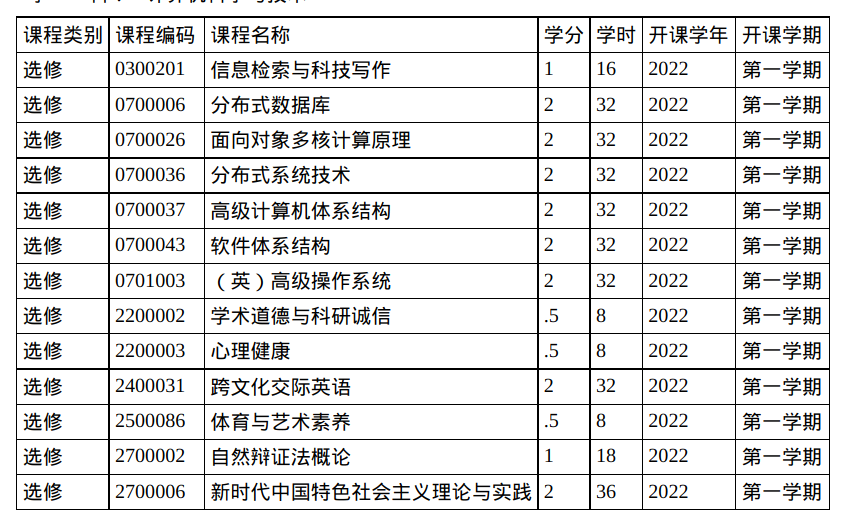 课程类别 课程编码 课程名称 学分 学时 开课学年 开课学期
选修 0300201 信息检索与科技写作 1 16 2022 第一学期
选修 0700006 分布式数据库 2 32 2022 第一学期
选修 0700026 面向对象多核计算原理 2 32 2022 第一学期
选修 0700036 分布式系统技术 2 32 2022 第一学期
选修 0700037 高级计算机体系结构 2 32 2022 第一学期
选修 0700043 软件体系结构 2 32 2022 第一学期
选修 0701003 （英）高级操作系统 2 32 2022 第一学期
选修 2200002 学术道德与科研诚信 .5 8 2022 第一学期
选修 2200003 心理健康 .5 8 2022 第一学期
选修 2400031 跨文化交际英语 2 32 2022 第一学期
选修 2500086 体育与艺术素养 .5 8 2022 第一学期
选修 2700002 自然辩证法概论 1 18 2022 第一学期
选修 2700006 新时代中国特色社会主义理论与实践 2 36 2022 第一学期